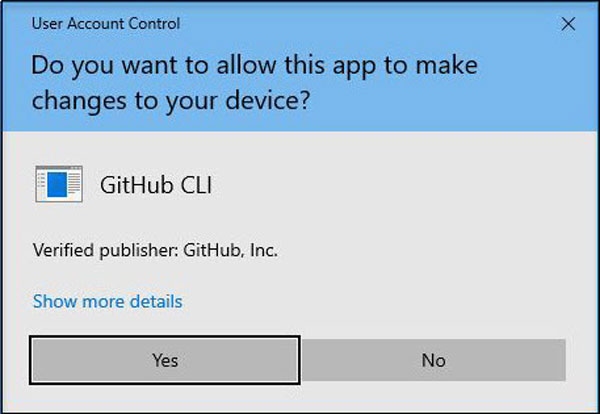 User Account Control
Do you want to allow this app to make
changes to your device?
GitHub CLI
Verified publisher: GitHub, Inc.
Show more details
Yes
No